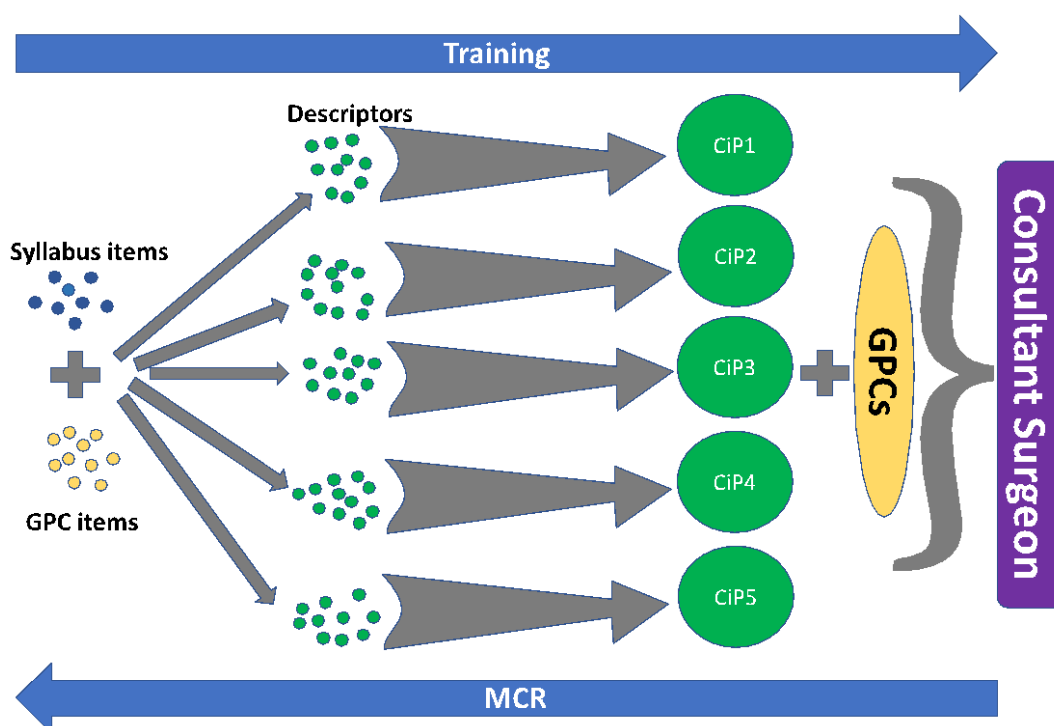 Training
Descriptors
CiP1
Syllabus items
CiP2
CiP3
GPCs
Consultant Surgeon
CiP4
GPC items
CiP5
MCR